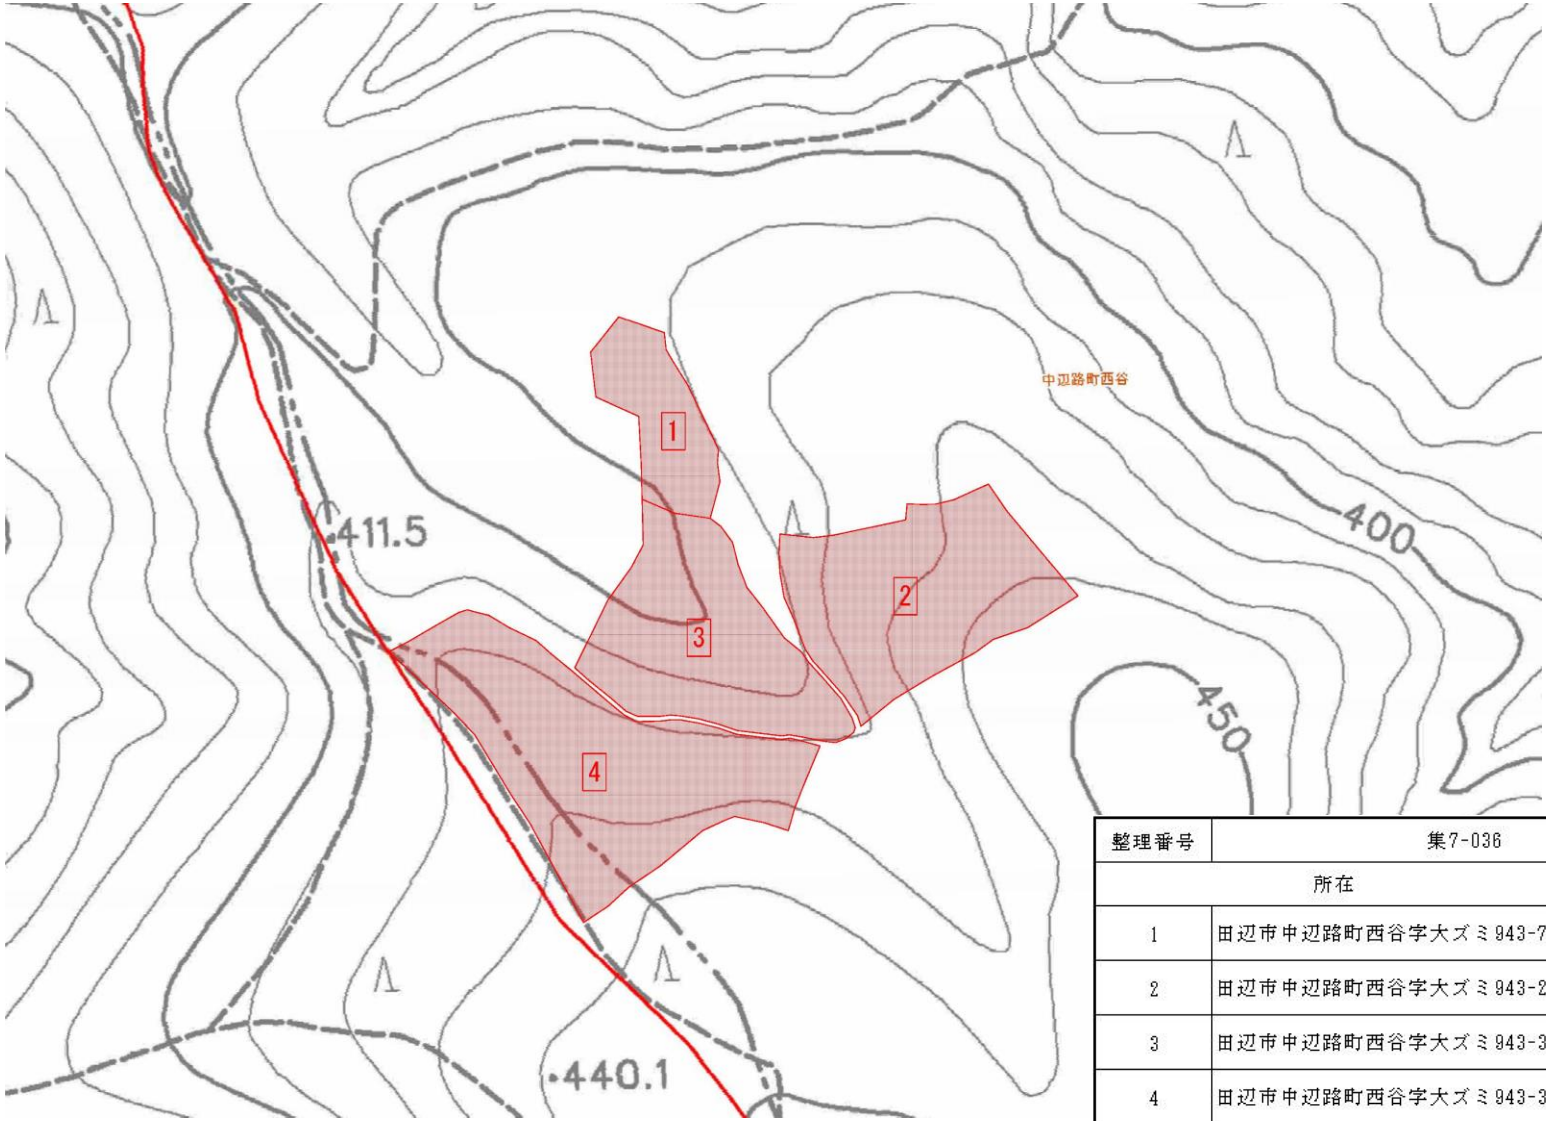 中辺路町西谷
1
411.5
400
2
3
450
4
440.1
整理番号 集7-036
所在
1 田辺市中辺路町西谷字大ズミ943-7
2 田辺市中辺路町西谷字大ズミ943-2
3 田辺市中辺路町西谷字大ズミ943-3
4 田辺市中辺路町西谷字大ズミ943-3